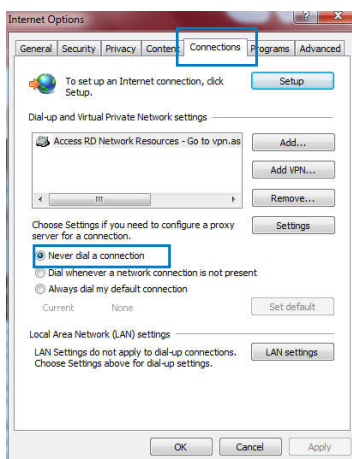 Internet Options
General Security Privacy Content Connections Programs Advanced
To set up an Internet connection, click
Setup.
Setup
Dial-up and Virtual Private Network settings
Access RD Network Resources - Go to vpn.as
Add...
Add VPN...
Remove...
Choose Settings if you need to configure a proxy
server for a connection.
Settings
Never dial a connection
Dial whenever a network connection is not present
Always dial my default connection
Current None
Set default
Local Area Network (LAN) settings
LAN Settings do not apply to dial-up connections.
Choose Settings above for dial-up settings.
LAN settings
OK Cancel Apply